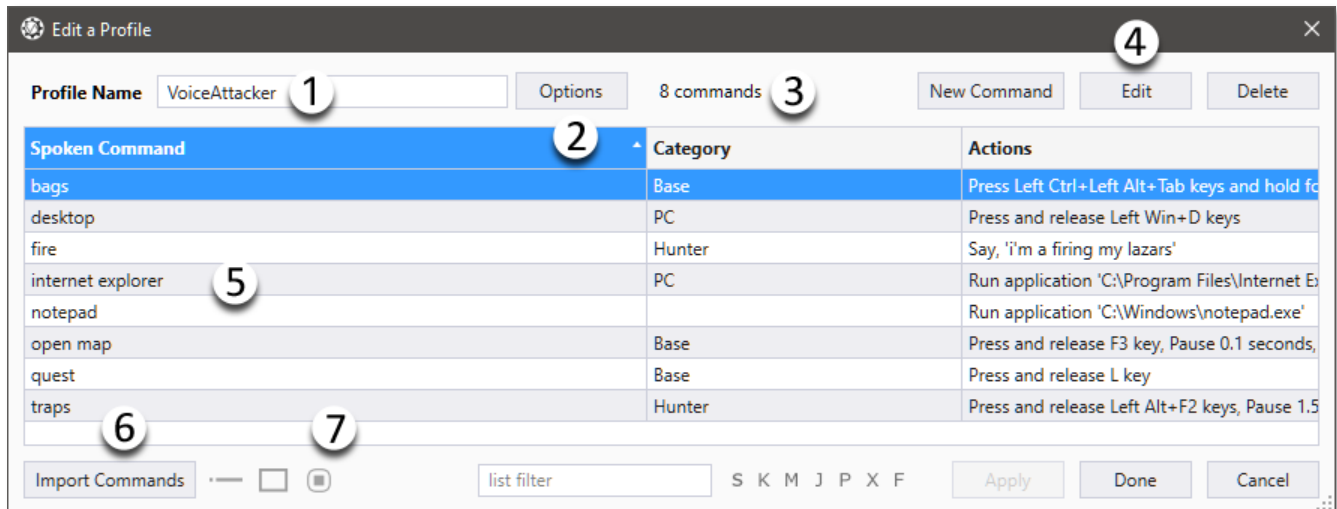 Edit a Profile
4
Profile Name VoiceAttacker 1 Options 8 commands 3 New Command Edit Delete
2
Spoken Command Category Actions
bags Base Press Left Ctrl+Left Alt+Tab keys and hold fo
desktop PC Press and release Left Win+D keys
fire Hunter Say, 'i'm a firing my lazars'
internet explorer 5 PC Run application 'C:\Program Files\Internet Ex
notepad Run application 'C:\Windows\notepad.exe'
open map Base Press and release F3 key, Pause 0.1 seconds,
quest Base Press and release L key
traps Hunter Press and release Left Alt+F2 keys, Pause 1.5
6 7
Import Commands list filter S K M J P X F Apply Done Cancel